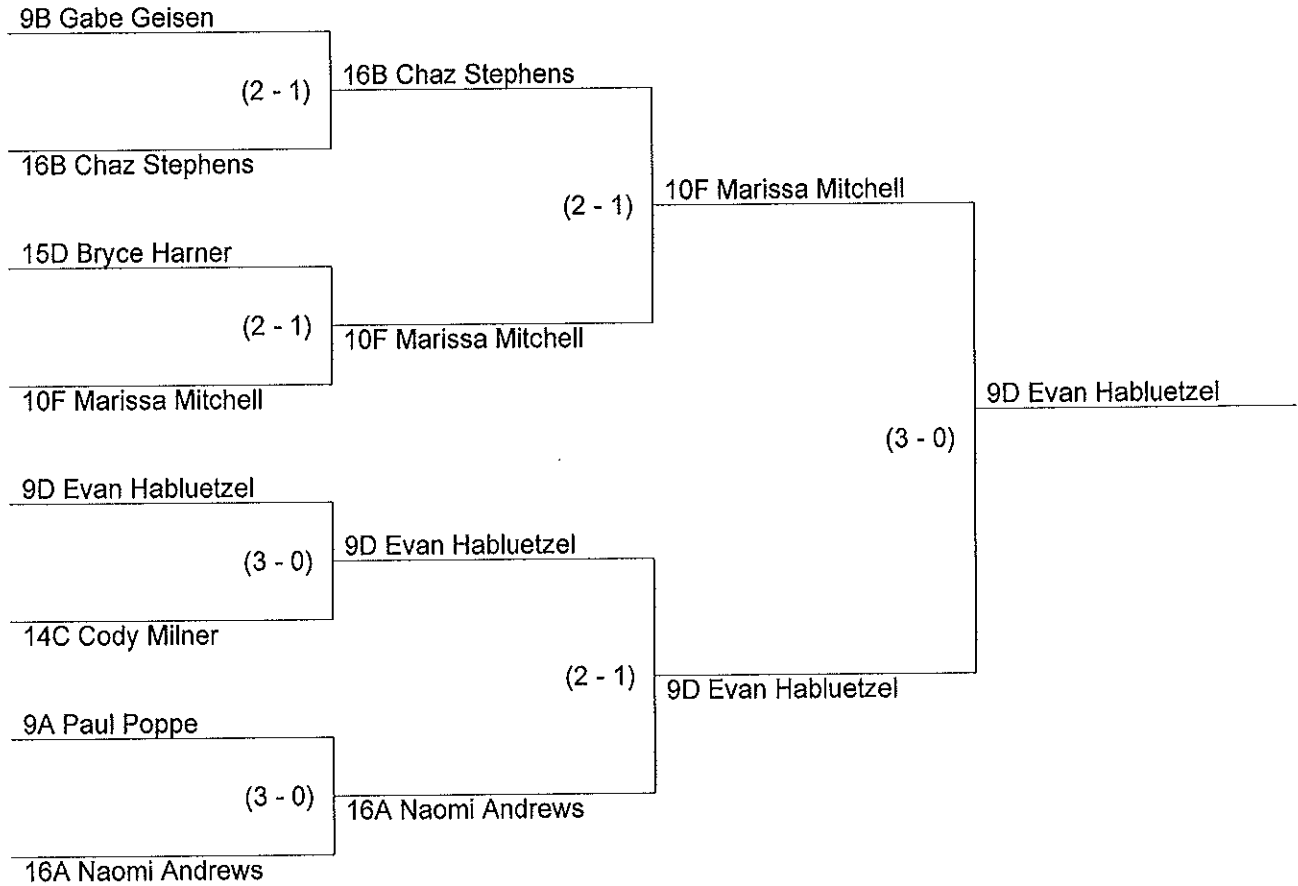 9B Gabe Geisen
(2 - 1)
16B Chaz Stephens
16B Chaz Stephens
15D Bryce Harner
(2 - 1)
10F Marissa Mitchell
10F Marissa Mitchell
(2 - 1)
10F Marissa Mitchell
9D Evan Habluetzel
(3 - 0)
14C Cody Milner
9D Evan Habluetzel
9A Paul Poppe
(3 - 0)
16A Naomi Andrews
16A Naomi Andrews
(2 - 1)
9D Evan Habluetzel
(3 - 0)
9D Evan Habluetzel